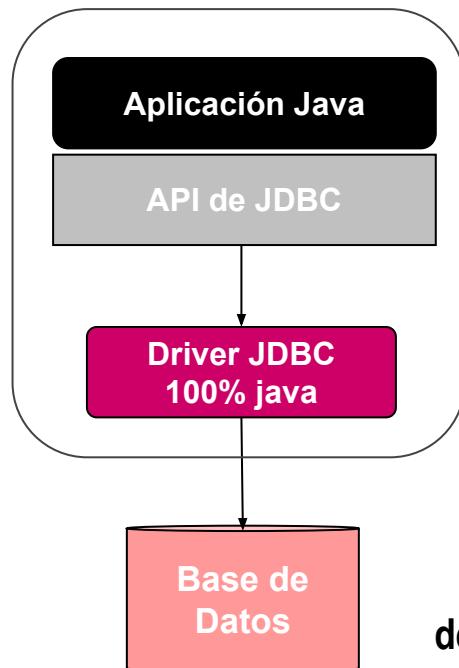 Aplicación Java
API de JDBC
Driver JDBC
100% java
Base de
Datos